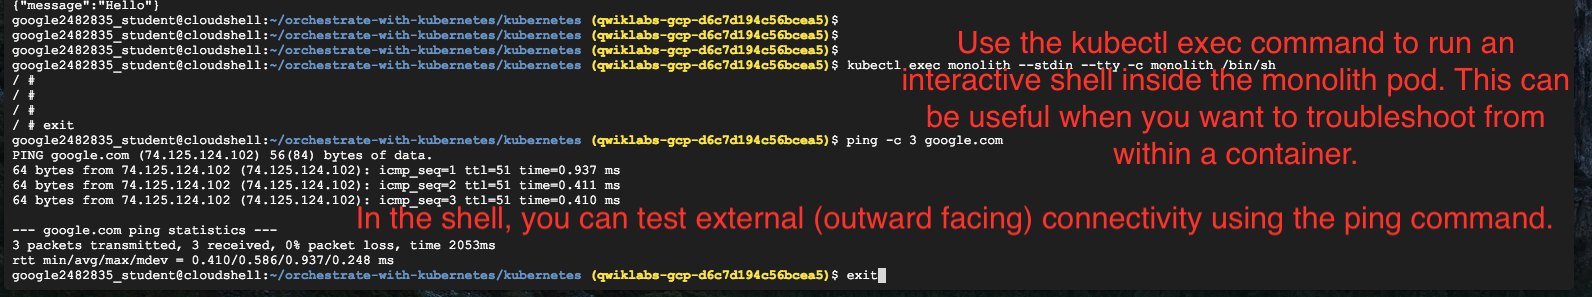 {"message":"Hello"}
google2482835_student@cloudshell:~/orchestrate-with-kubernetes/kubernetes (qwiklabs-gcp-d6c7d194c56bcea5)$
google2482835_student@cloudshell:~/orchestrate-with-kubernetes/kubernetes (qwiklabs-gcp-d6c7d194c56bcea5)$
google2482835_student@cloudshell:~/orchestrate-with-kubernetes/kubernetes (qwiklabs-gcp-d6c7d194c56bcea5)$
google2482835_student@cloudshell:~/orchestrate-with-kubernetes/kubernetes (qwiklabs-gcp-d6c7d194c56bcea5)$ kubectl exec monolith --stdin --tty -c monolith /bin/sh
/ #
/ #
/ #
/ # exit
google2482835_student@cloudshell:~/orchestrate-with-kubernetes/kubernetes (qwiklabs-gcp-d6c7d194c56bcea5)$ ping -c 3 google.com
PING google.com (74.125.124.102) 56(84) bytes of data.
64 bytes from 74.125.124.102 (74.125.124.102): icmp_seq=1 ttl=51 time=0.937 ms
64 bytes from 74.125.124.102 (74.125.124.102): icmp_seq=2 ttl=51 time=0.411 ms
64 bytes from 74.125.124.102 (74.125.124.102): icmp_seq=3 ttl=51 time=0.410 ms
--- google.com ping statistics ---
3 packets transmitted, 3 received, 0% packet loss, time 2053ms
rtt min/avg/max/mdev = 0.410/0.586/0.937/0.248 ms
google2482835_student@cloudshell:~/orchestrate-with-kubernetes/kubernetes (qwiklabs-gcp-d6c7d194c56bcea5)$ exit
Use the kubectl exec command to run an
interactive shell inside the monolith pod. This can
be useful when you want to troubleshoot from
within a container.
In the shell, you can test external (outward facing) connectivity using the ping command.